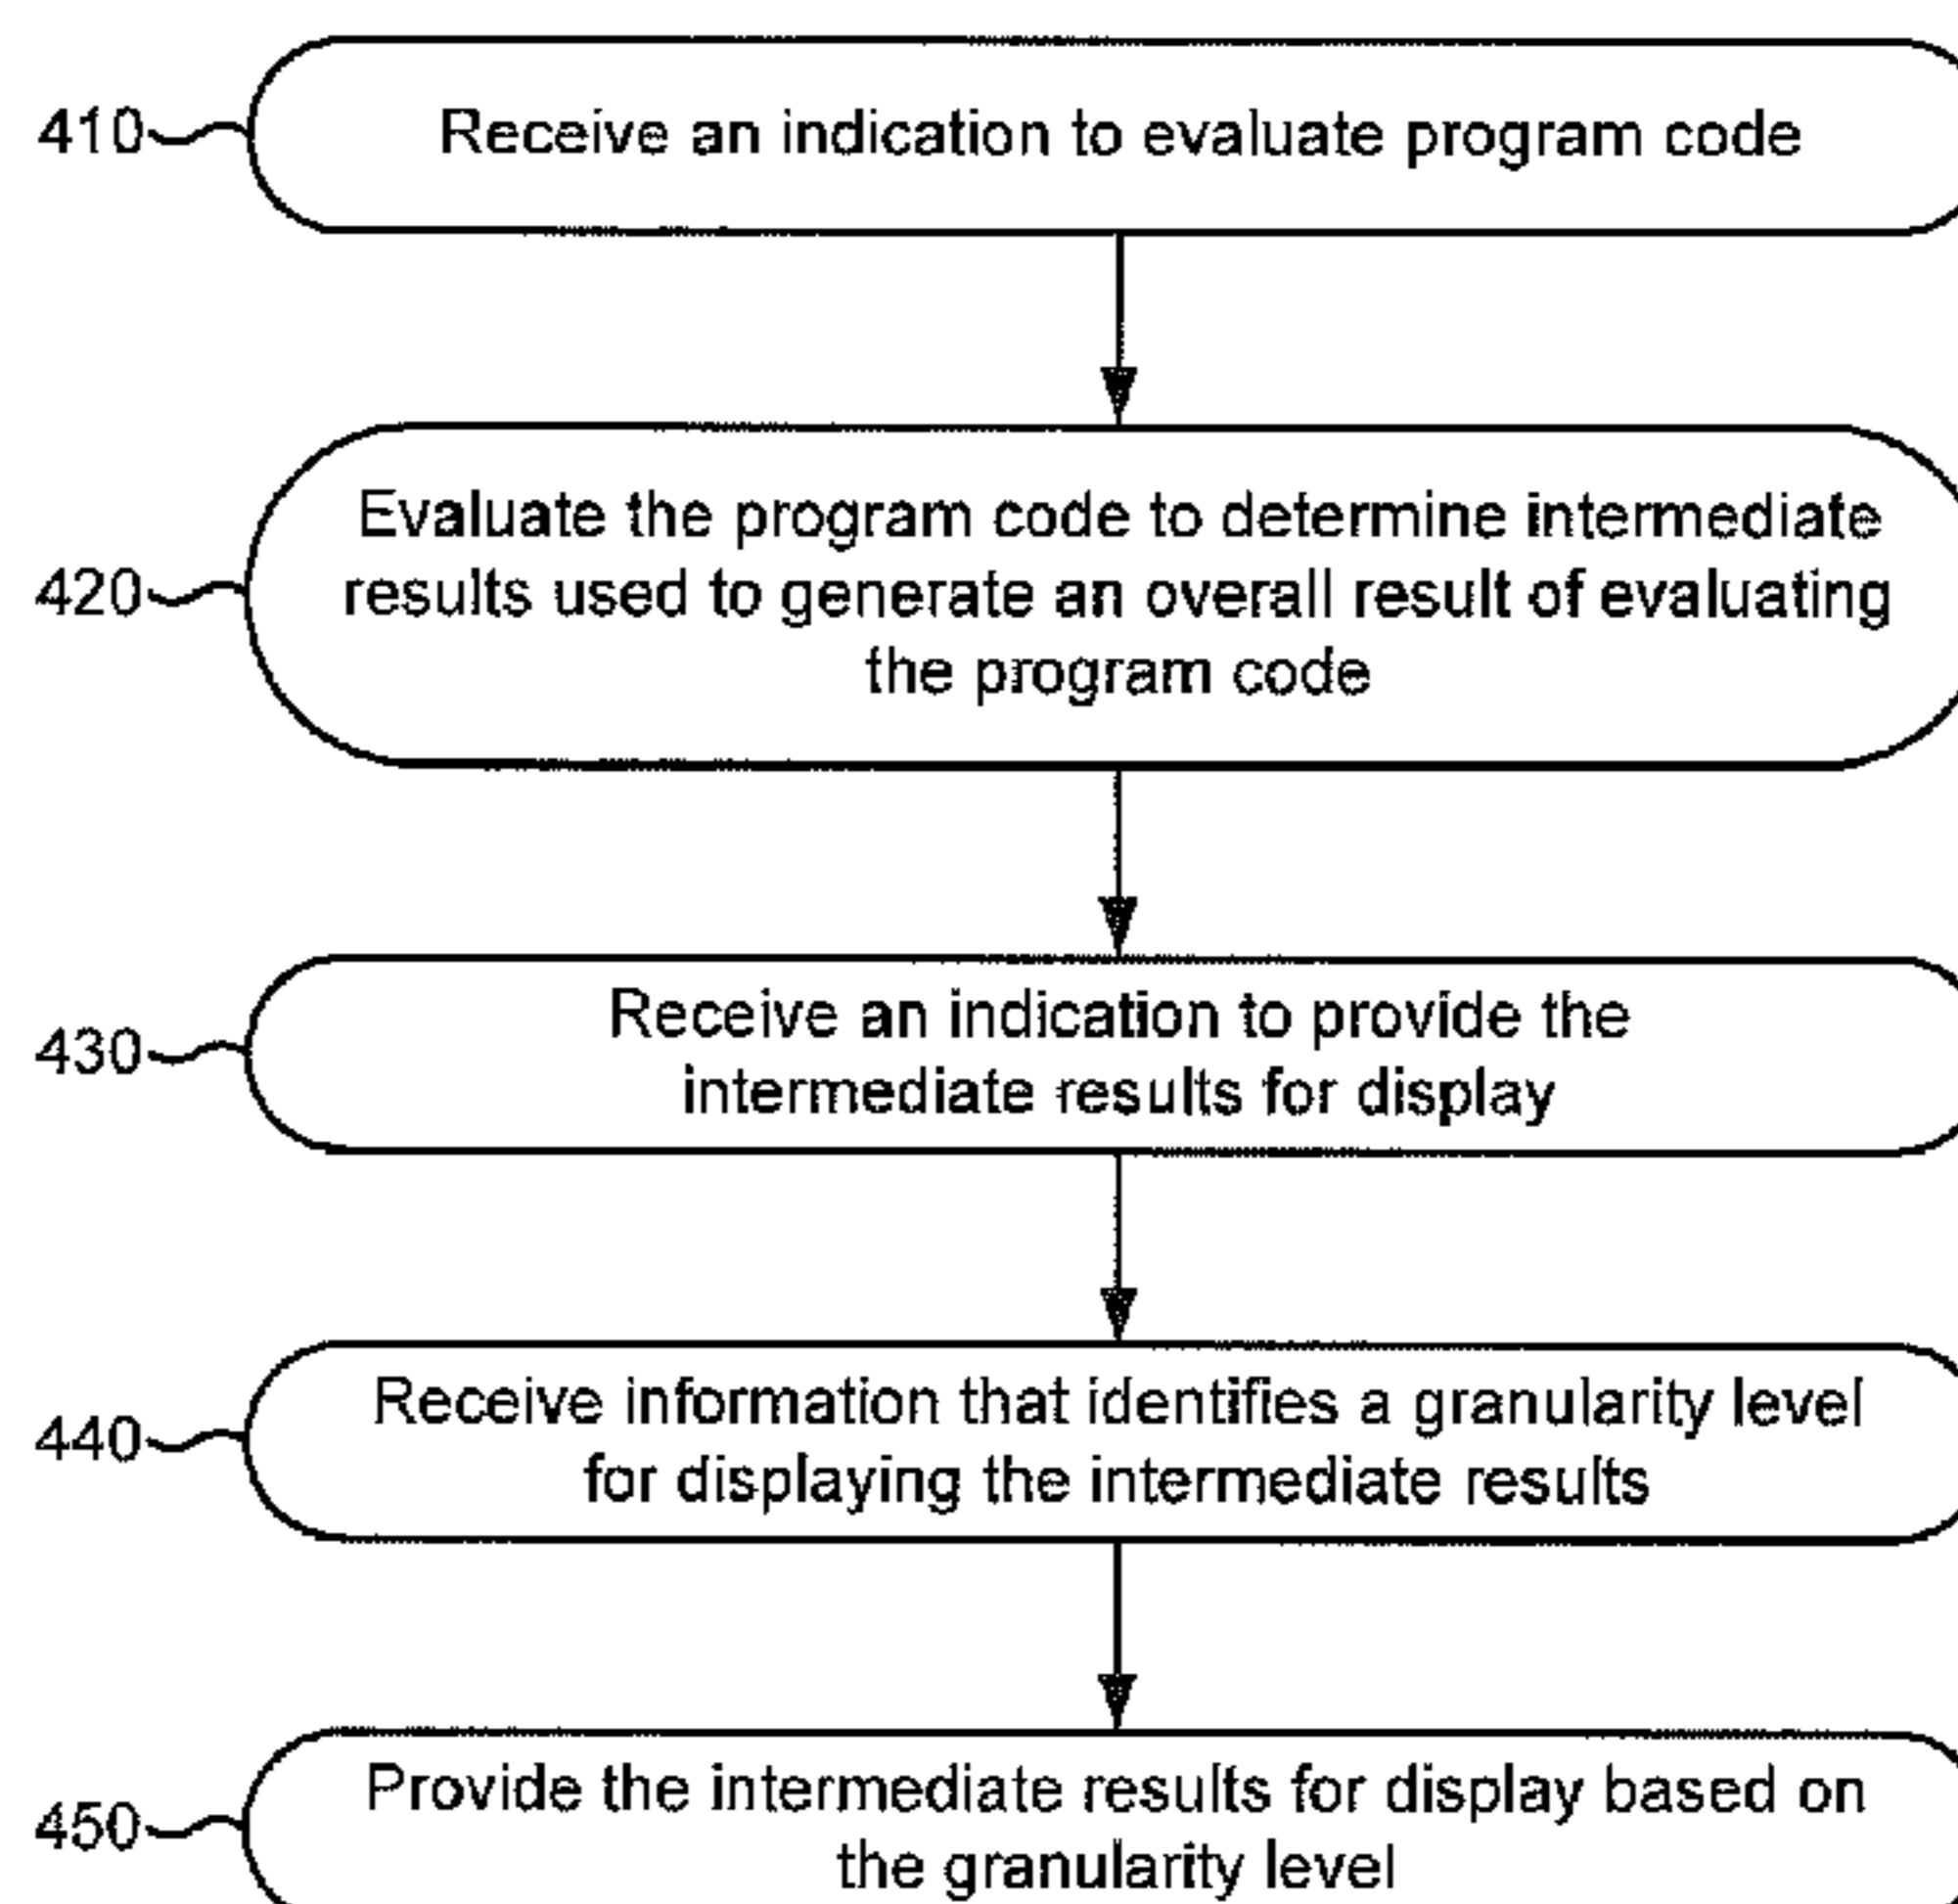 410
Receive an indication to evaluate program code
420
Evaluate the program code to determine intermediate
results used to generate an overall result of evaluating
the program code
430
Receive an indication to provide the
intermediate results for display
440
Receive information that identifies a granularity level
for displaying the intermediate results
450
Provide the intermediate results for display based on
the granularity level